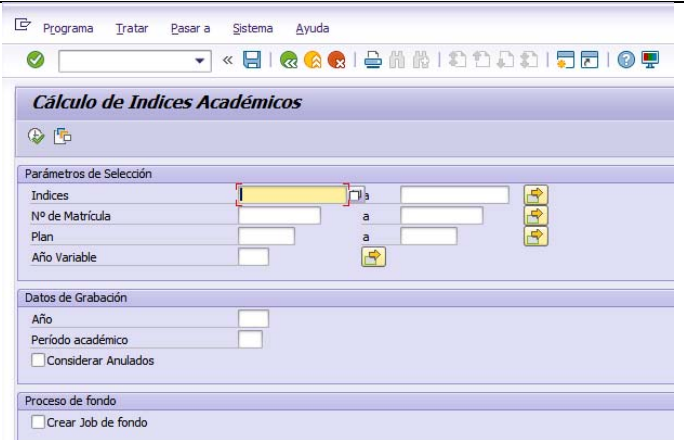 Programa Tratar Pasar a Sistema Ayuda
Cálculo de Indices Académicos
Parámetros de Selección
Indices a
Nº de Matrícula a
Plan a
Año Variable
Datos de Grabación
Año
Período académico
Considerar Anulados
Proceso de fondo
Crear Job de fondo